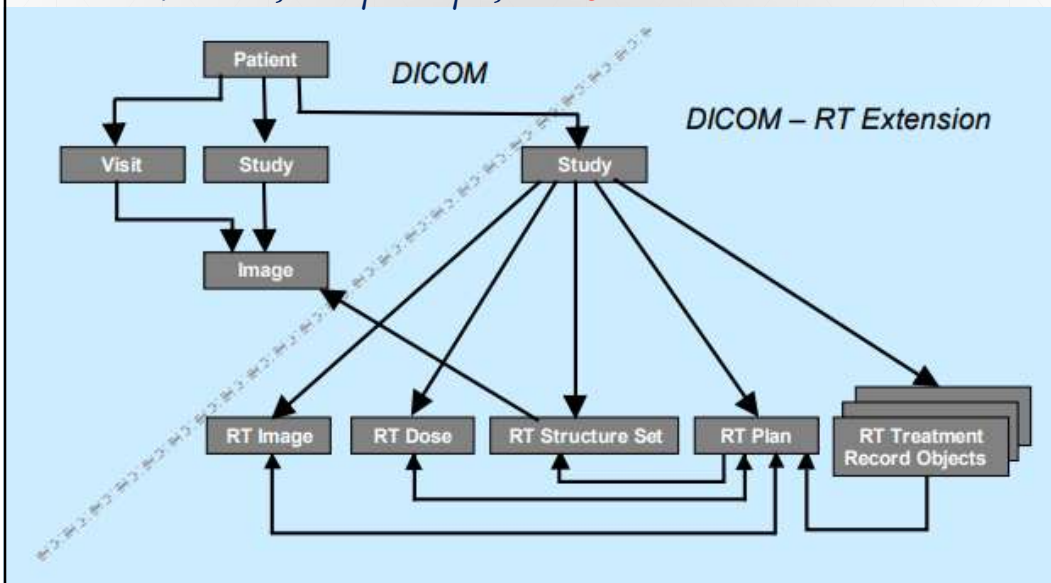 Patient
DICOM
DICOM – RT Extension
Visit
Study
Study
Image
RT Image
RT Dose
RT Structure Set
RT Plan
RT Treatment
Record Objects